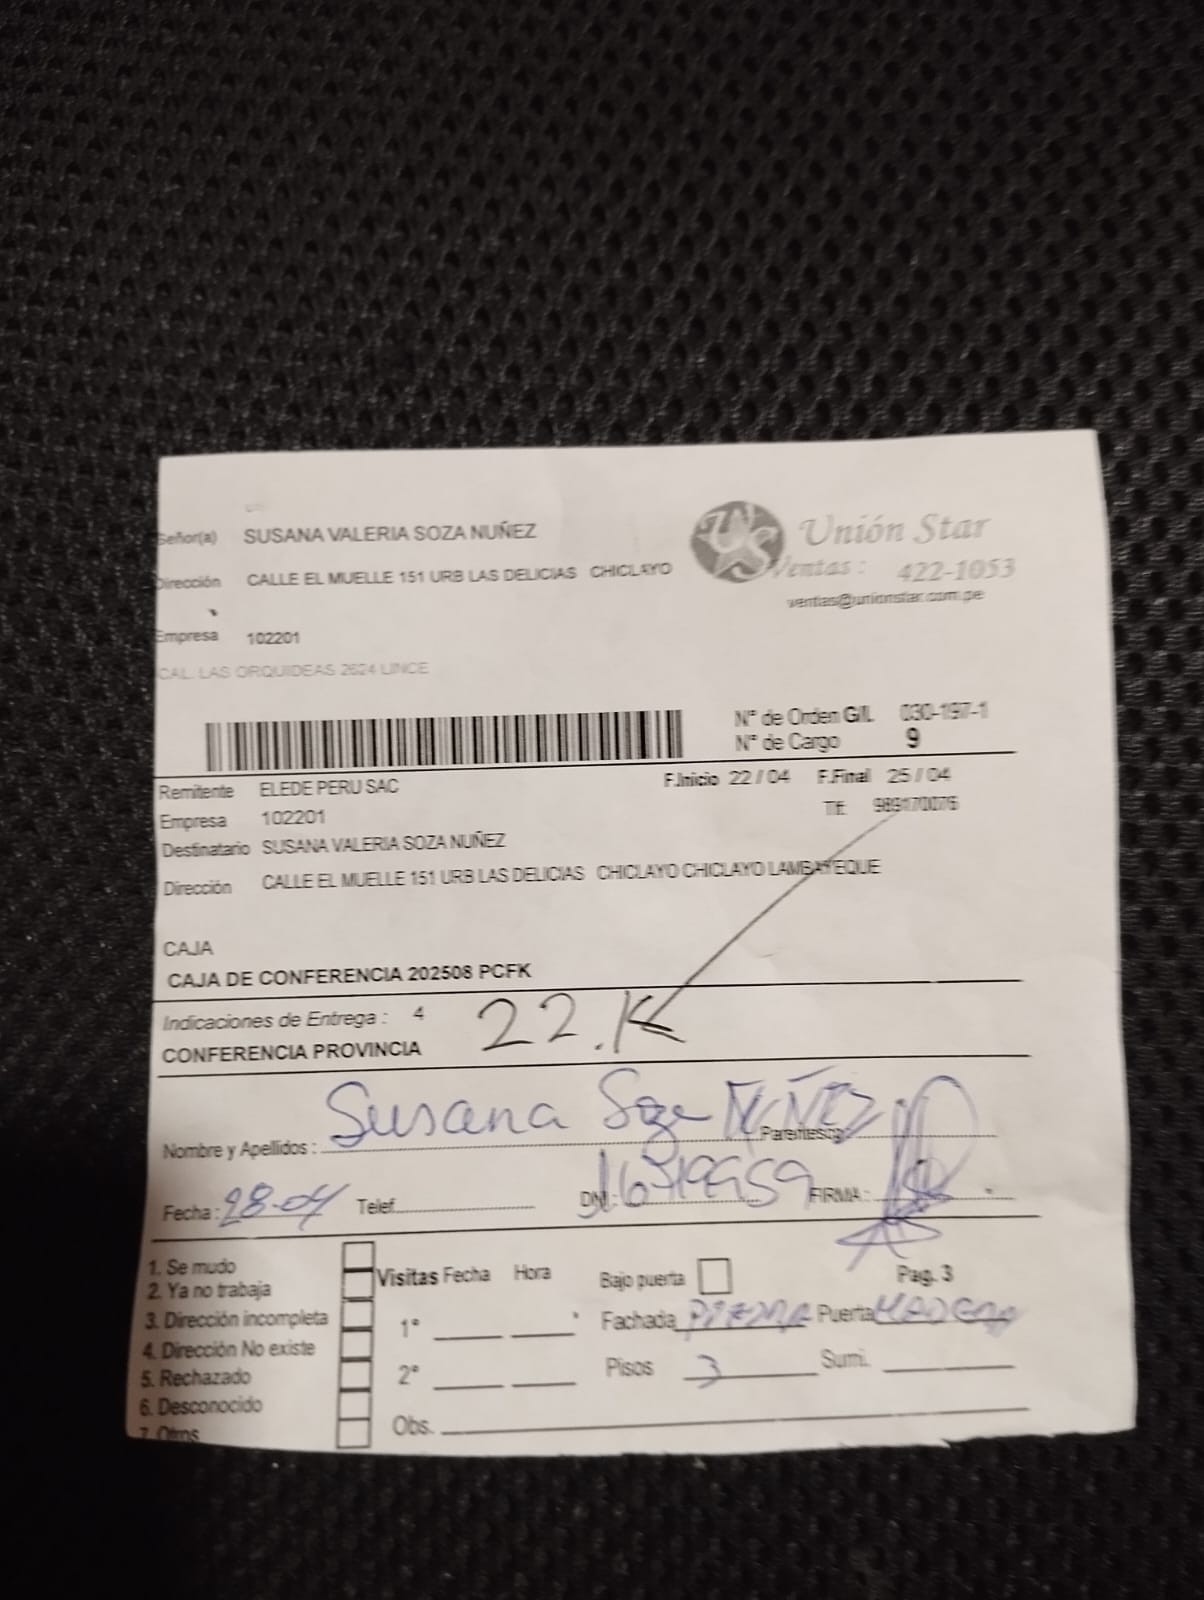 Señor(a) SUSANA VALERIA SOZA NUÑEZ
Unión Star
Dirección CALLE EL MUELLE 151 URB LAS DELICIAS CHICLAYO
Ventas : 422-1053
ventas@unionstar.com.pe
Empresa 102201
CAL. LAS ORQUIDEAS 2624 LINCE
N° de Orden G/L 030-197-1
N° de Cargo 9
Remitente ELEDE PERU SAC
F.Inicio 22 / 04 F.Final 25 / 04
Empresa 102201
Tlf: 989170076
Destinatario SUSANA VALERIA SOZA NUÑEZ
Dirección CALLE EL MUELLE 151 URB LAS DELICIAS CHICLAYO CHICLAYO LAMBAYEQUE
CAJA
CAJA DE CONFERENCIA 202508 PCFK
Indicaciones de Entrega : 4
22.K
CONFERENCIA PROVINCIA
Nombre y Apellidos : Susana Soza NUÑEZ Parentesco
Fecha : 28-04 Telef. DNI: FIRMA :
1. Se mudo
2. Ya no trabaja
3. Dirección incompleta
4. Dirección No existe
5. Rechazado
6. Desconocido
7. Otros
Visitas Fecha Hora
1°
2°
Obs.
Bajo puerta
Pag. 3
Fachada PIEDRA Puerta MADERA
Pisos 3 Sumi.